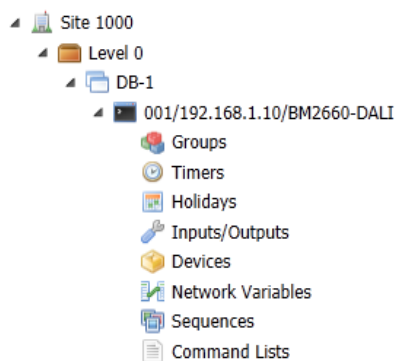 Site 1000
Level 0
DB-1
001/192.168.1.10/BM2660-DALI
Groups
Timers
Holidays
Inputs/Outputs
Devices
Network Variables
Sequences
Command Lists